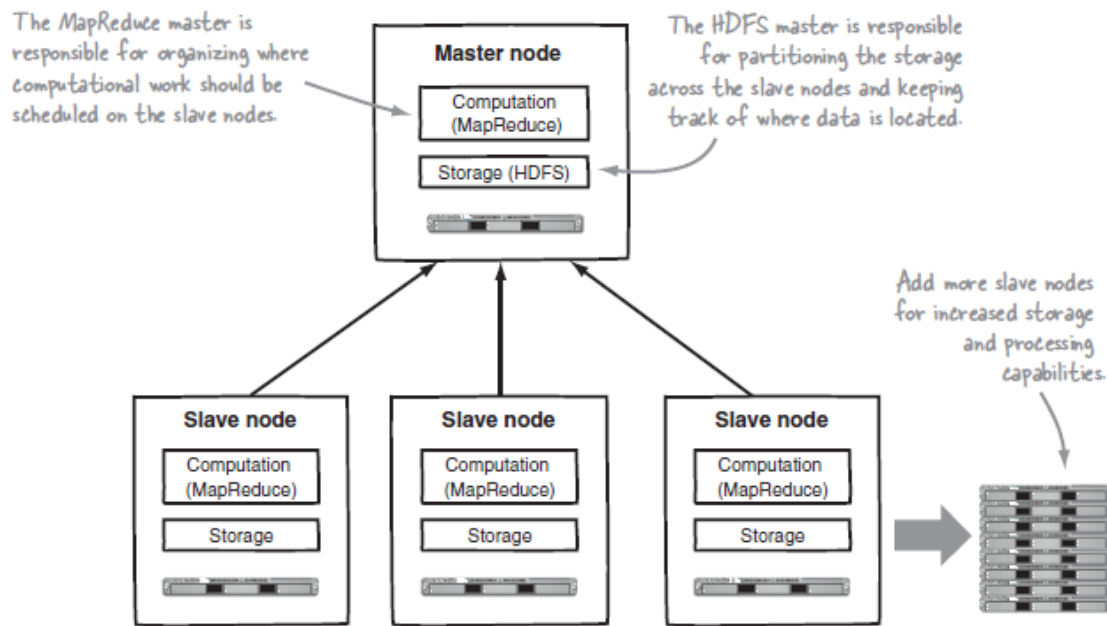 The MapReduce master is
responsible for organizing where
computational work should be
scheduled on the slave nodes.
The HDFS master is responsible
for partitioning the storage
across the slave nodes and keeping
track of where data is located.
Master node
Computation
(MapReduce)
Storage (HDFS)
Add more slave nodes
for increased storage
and processing
capabilities.
Slave node
Computation
(MapReduce)
Storage
Slave node
Computation
(MapReduce)
Storage
Slave node
Computation
(MapReduce)
Storage